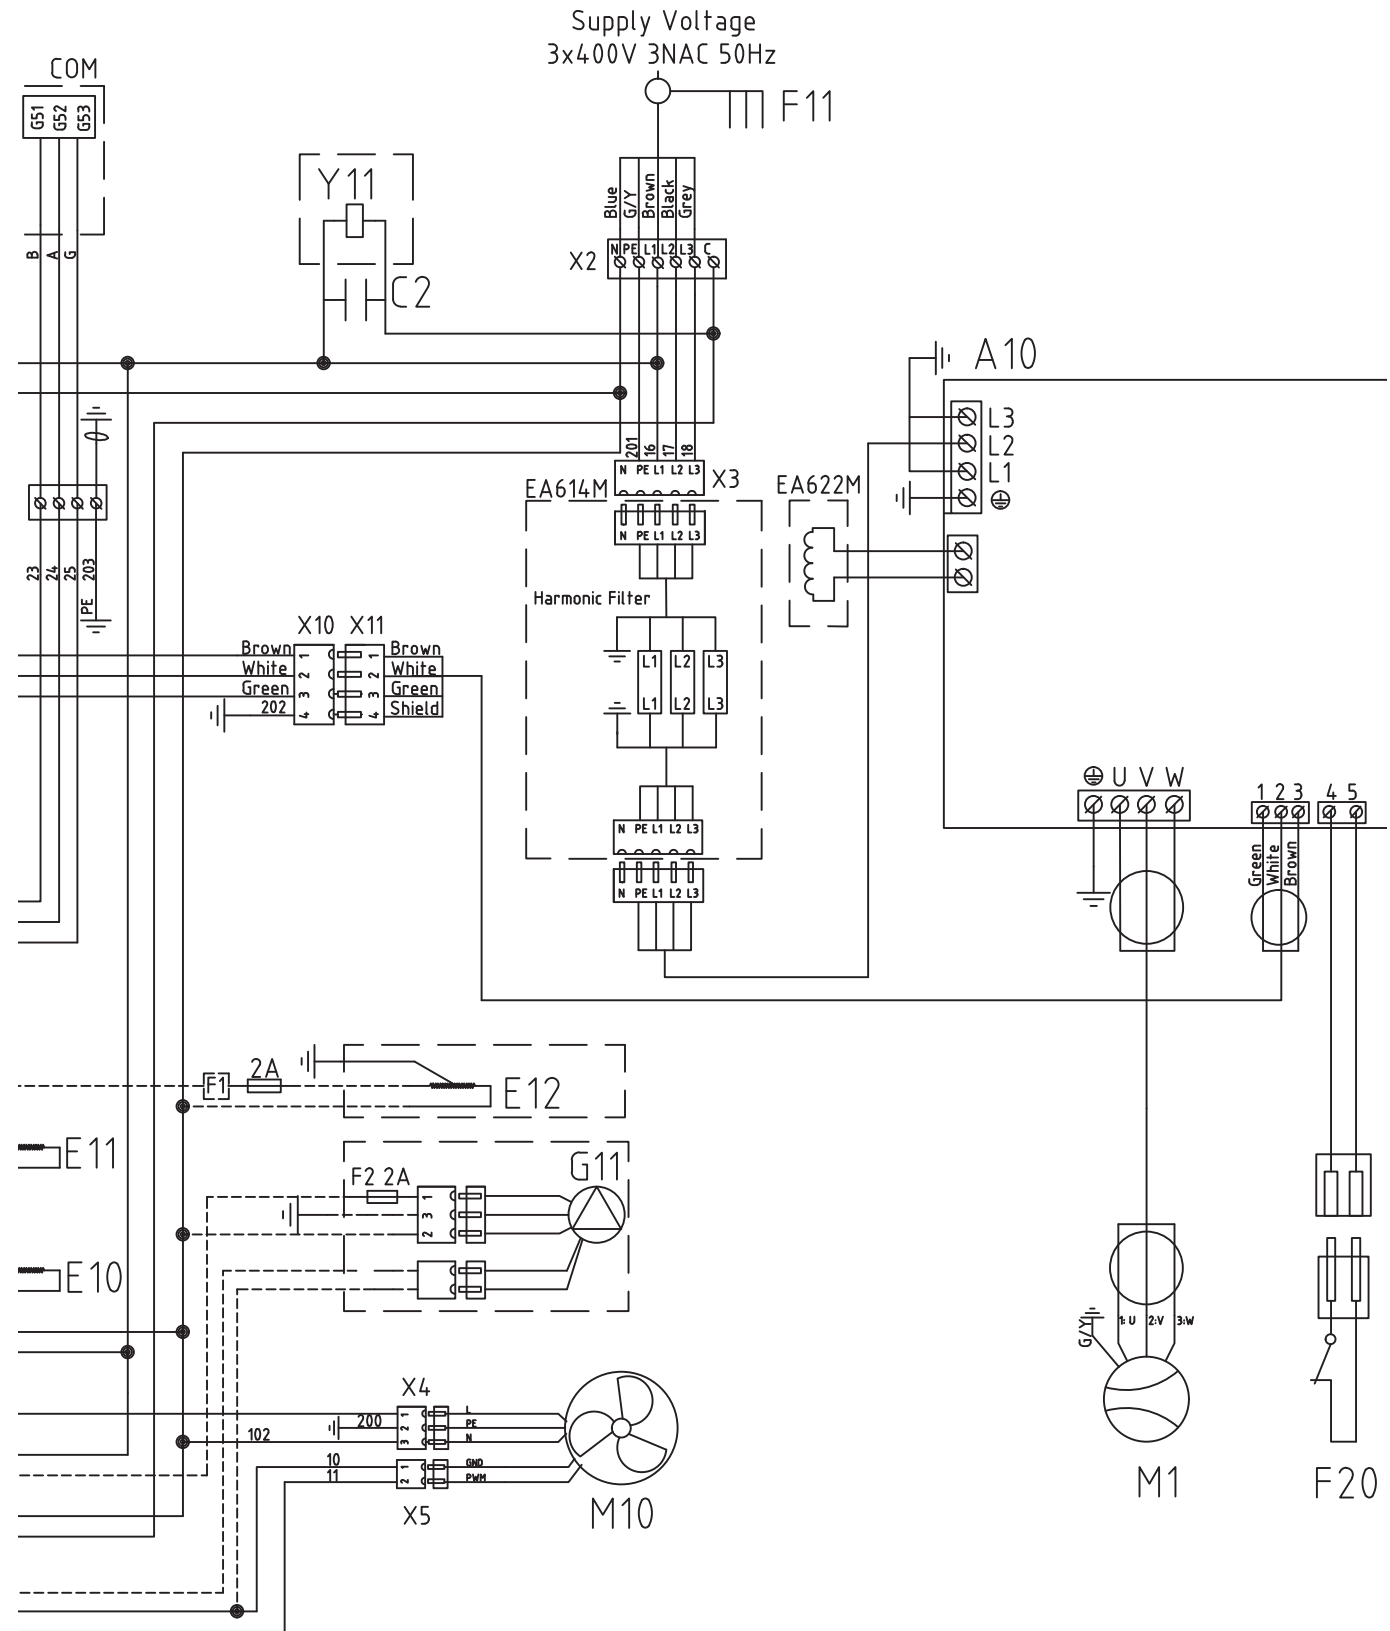 Supply Voltage
3x400V 3NAC 50Hz
F11
COM
G51 G52 G53
B A G
Y11
C2
Blue G/Y Brown Black Grey
X2
N PE L1 L2 L3 C
A10
L3
L2
L1
201 16 17 18
N PE L1 L2 L3
X3
EA614M
EA622M
N PE L1 L2 L3
23 24 25 PE 203
Harmonic Filter
L1 L2 L3
L1 L2 L3
X10 X11
Brown 1 1 Brown
White 2 2 White
Green 3 3 Green
202 4 4 Shield
N PE L1 L2 L3
N PE L1 L2 L3
U V W
1 2 3 4 5
Green White Brown
F1 2A
E12
E11
G11
F2 2A
1
3
2
E10
G/Y
1:U 2:V 3:W
X4
1 L
200 2 PE
102 3 N
10 1 GND
11 2 PWM
X5
M10
M1
F20